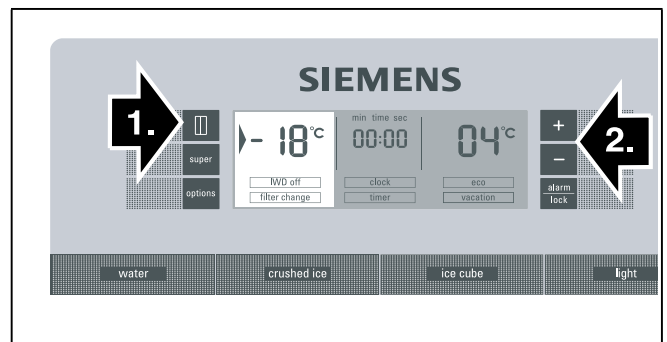 SIEMENS
1.
min time sec
- 18°C
00:00
04°C
+
2.
super
-
IWD off
clock
eco
options
filter change
timer
vacation
alarm
lock
water
crushed ice
ice cube
light